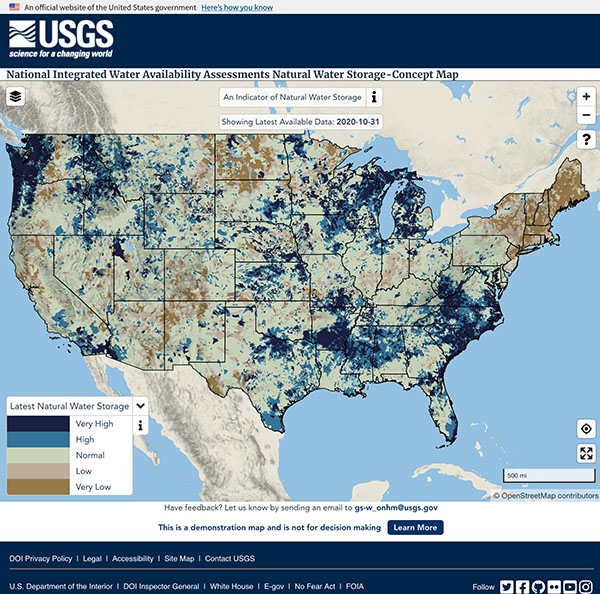 An official website of the United States government Here's how you know
USGS
science for a changing world
National Integrated Water Availability Assessments Natural Water Storage-Concept Map
An Indicator of Natural Water Storage i
+
Showing Latest Available Data: 2020-10-31
−
?
Latest Natural Water Storage
Very High i
High
Normal
Low
Very Low
500 mi
© OpenStreetMap contributors
Have feedback? Let us know by sending an email to gs-w_onhm@usgs.gov
This is a demonstration map and is not for decision making Learn More
DOI Privacy Policy | Legal | Accessibility | Site Map | Contact USGS
U.S. Department of the Interior | DOI Inspector General | White House | E-gov | No Fear Act | FOIA Follow